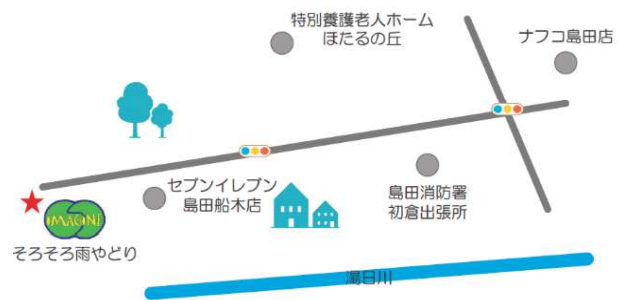 特別養護老人ホーム
ほたるの丘
ナフコ島田店
セブンイレブン
島田船木店
島田消防署
初倉出張所
IMAGINE
そろそろ雨やどり
湯日川